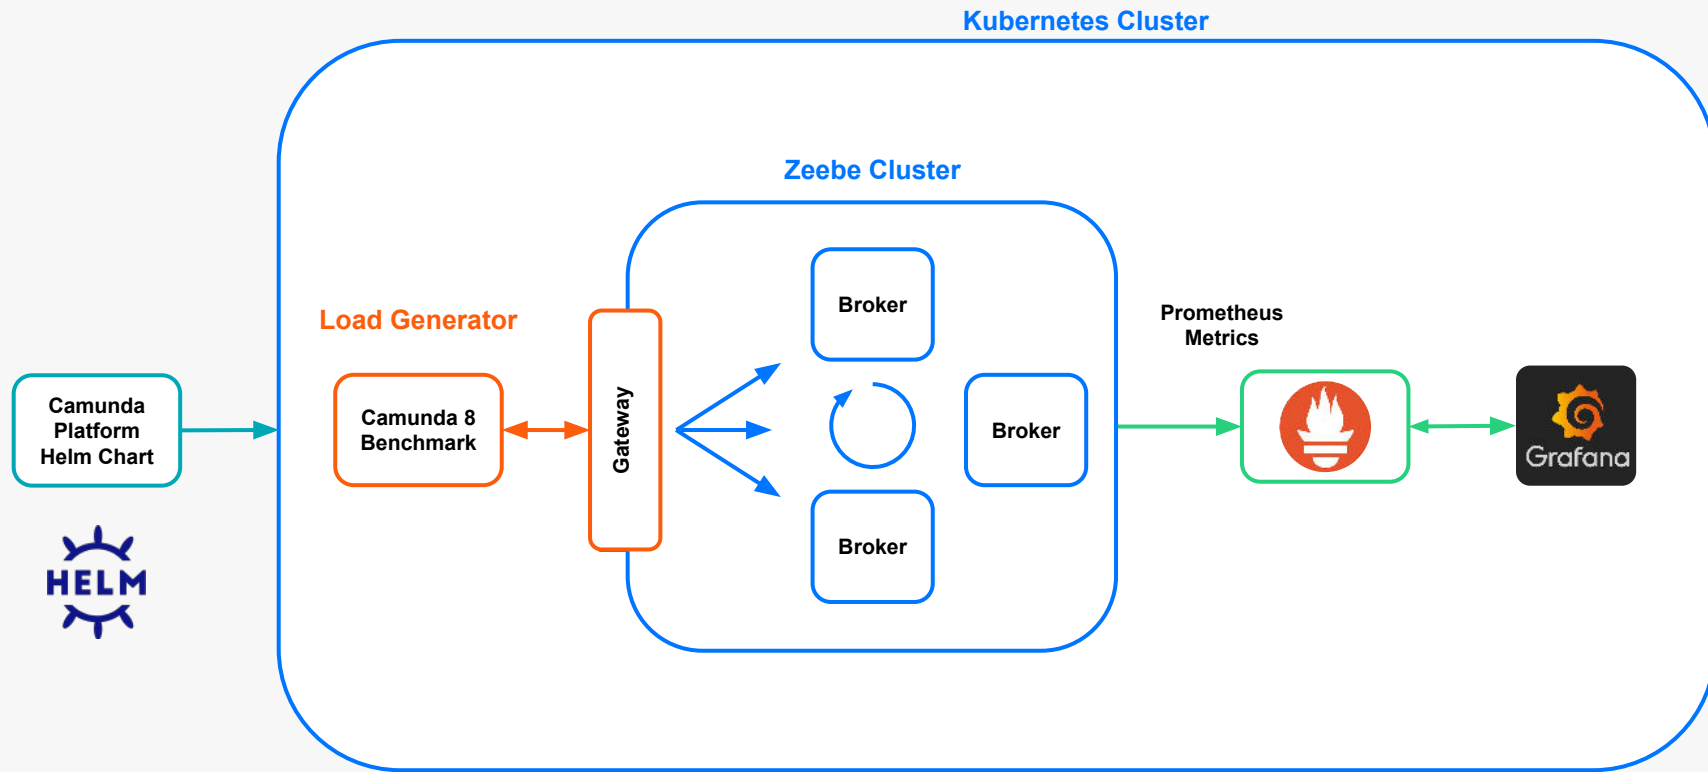 Kubernetes Cluster
Zeebe Cluster
Load Generator
Camunda
Platform
Helm Chart
HELM
Camunda 8
Benchmark
Gateway
Broker
Broker
Broker
Prometheus
Metrics
Grafana